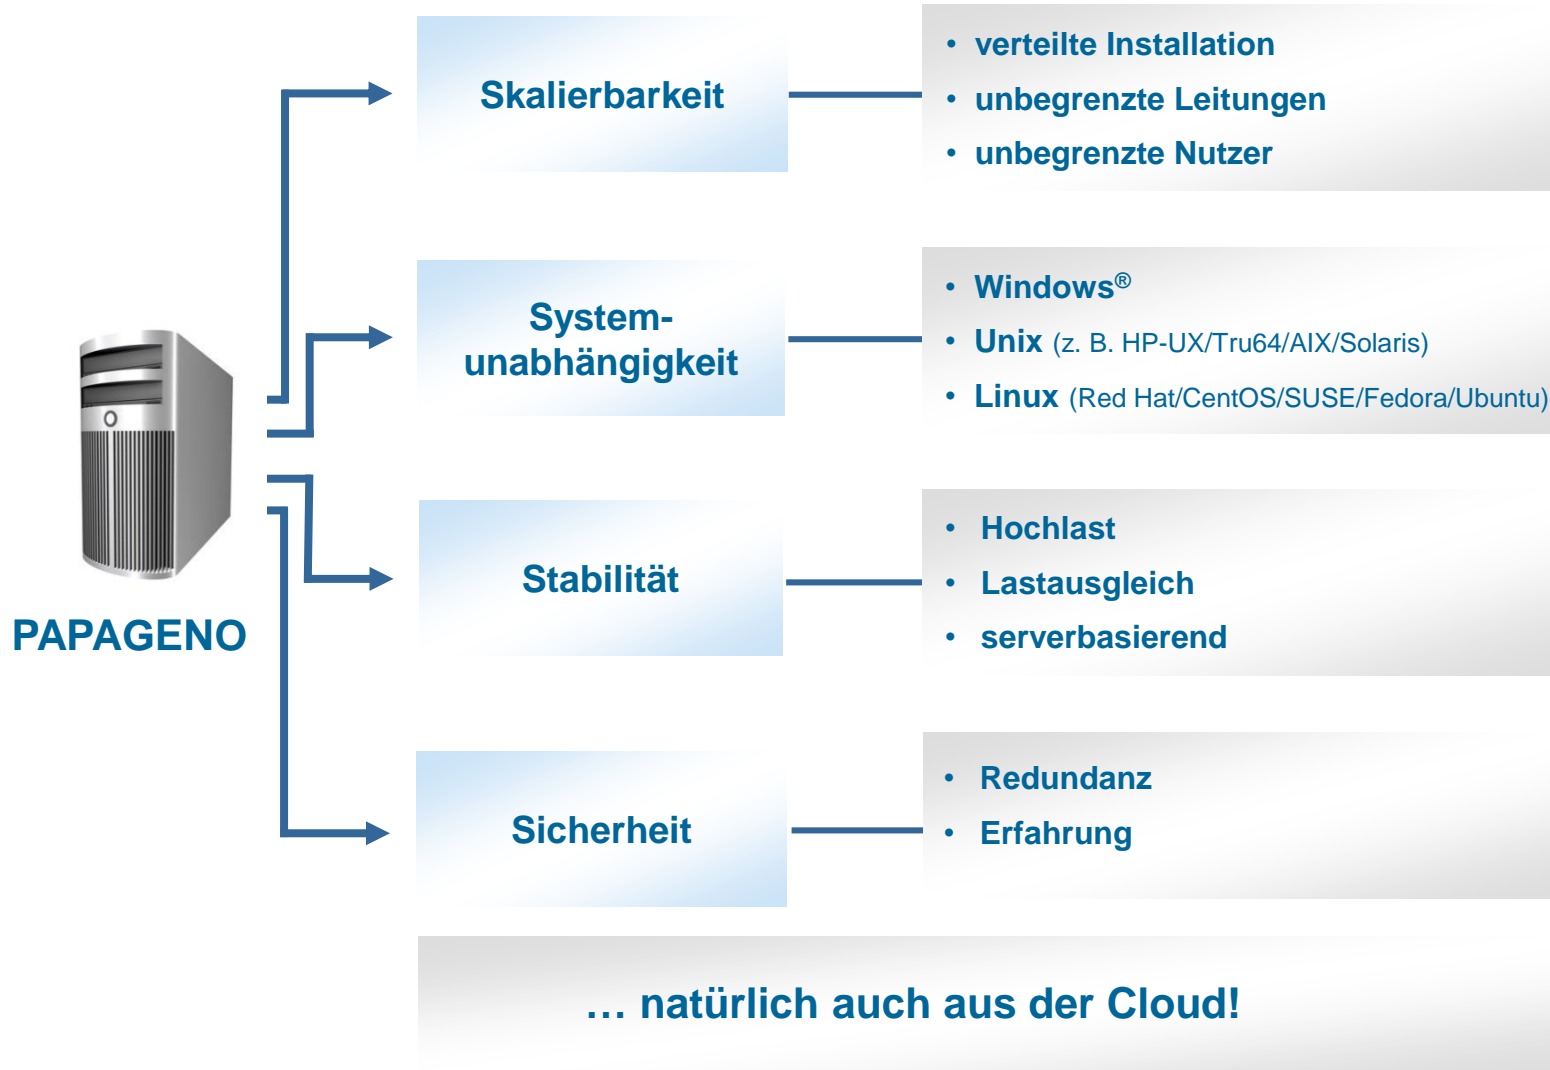 PAPAGENO
Skalierbarkeit
• verteilte Installation
• unbegrenzte Leitungen
• unbegrenzte Nutzer
System-
unabhängigkeit
• Windows®
• Unix (z. B. HP-UX/Tru64/AIX/Solaris)
• Linux (Red Hat/CentOS/SUSE/Fedora/Ubuntu)
Stabilität
• Hochlast
• Lastausgleich
• serverbasierend
Sicherheit
• Redundanz
• Erfahrung
… natürlich auch aus der Cloud!